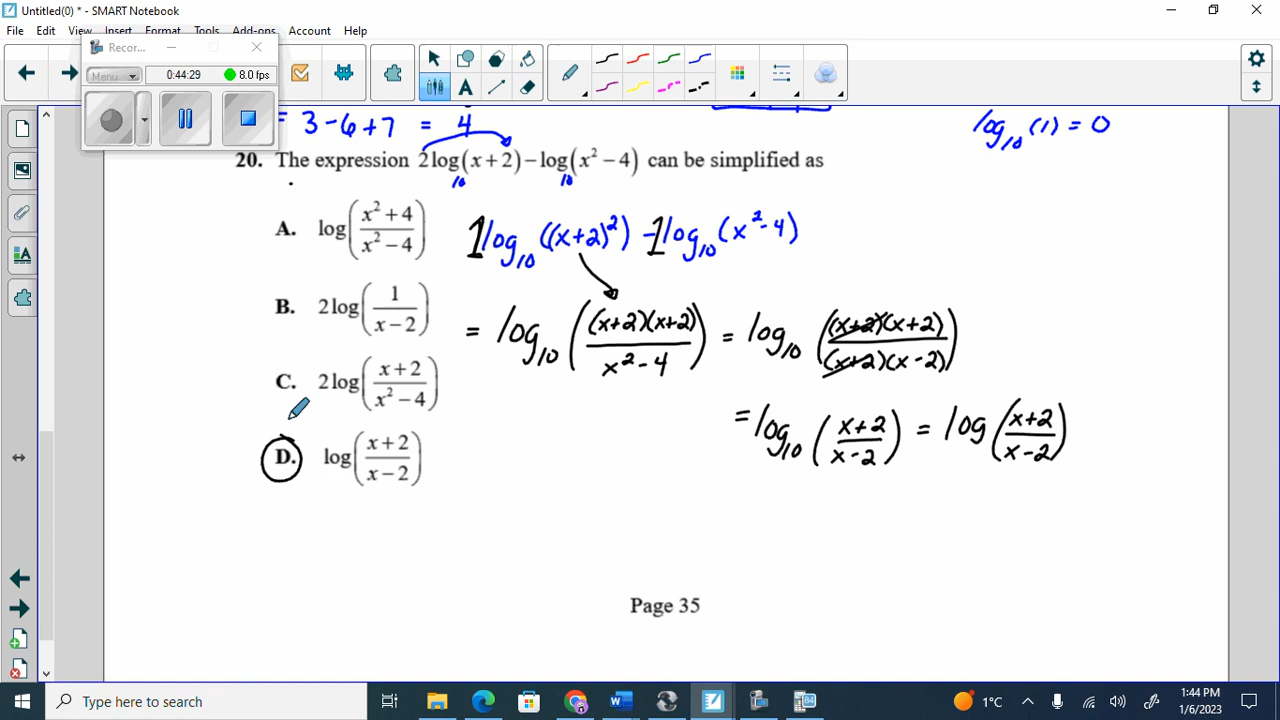 Untitled(0) * - SMART Notebook
File Edit View Insert Format Tools Add-ons Account Help
Recor...
Menu 0:44:29 8.0 fps
= 3 - 6 + 7 = 4
log₁₀ (1) = 0
20. The expression 2log(x+2) − log(x² − 4) can be simplified as
10 10
A. log((x² + 4)/(x² − 4))
1log₁₀ ((x+2)²) - 1log₁₀ (x² - 4)
B. 2log(1/(x − 2))
= log₁₀ ((x+2)(x+2)/(x² - 4)) = log₁₀ ((x+2)(x+2)/(x+2)(x-2))
C. 2log((x + 2)/(x² − 4))
= log₁₀ ((x+2)/(x-2)) = log ((x+2)/(x-2))
D. log((x + 2)/(x − 2))
Page 35
Type here to search
1°C
1:44 PM
1/6/2023